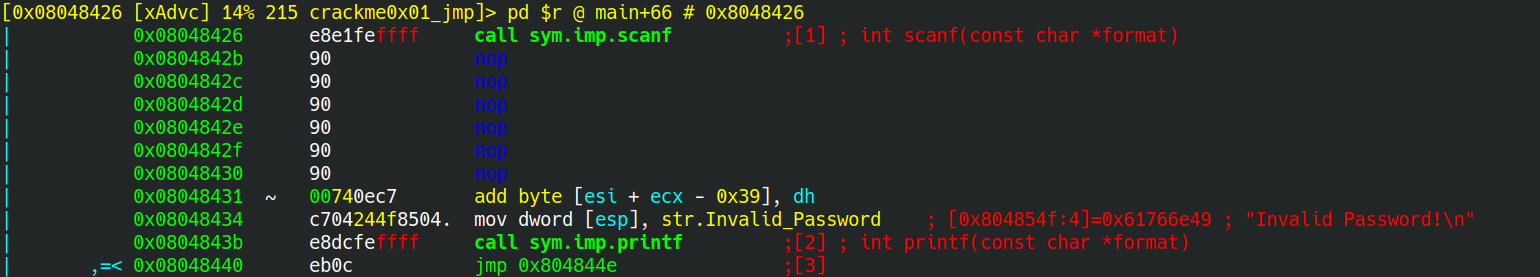 [0x08048426 [xAdvc] 14% 215 crackme0x01_jmp]> pd $r @ main+66 # 0x8048426
| 0x08048426 e8e1feffff call sym.imp.scanf ;[1] ; int scanf(const char *format)
| 0x0804842b 90 nop
| 0x0804842c 90 nop
| 0x0804842d 90 nop
| 0x0804842e 90 nop
| 0x0804842f 90 nop
| 0x08048430 90 nop
| 0x08048431 ~ 00740ec7 add byte [esi + ecx - 0x39], dh
| 0x08048434 c704244f8504. mov dword [esp], str.Invalid_Password ; [0x804854f:4]=0x61766e49 ; "Invalid Password!\n"
| 0x0804843b e8dcfeffff call sym.imp.printf ;[2] ; int printf(const char *format)
| ,=< 0x08048440 eb0c jmp 0x804844e ;[3]